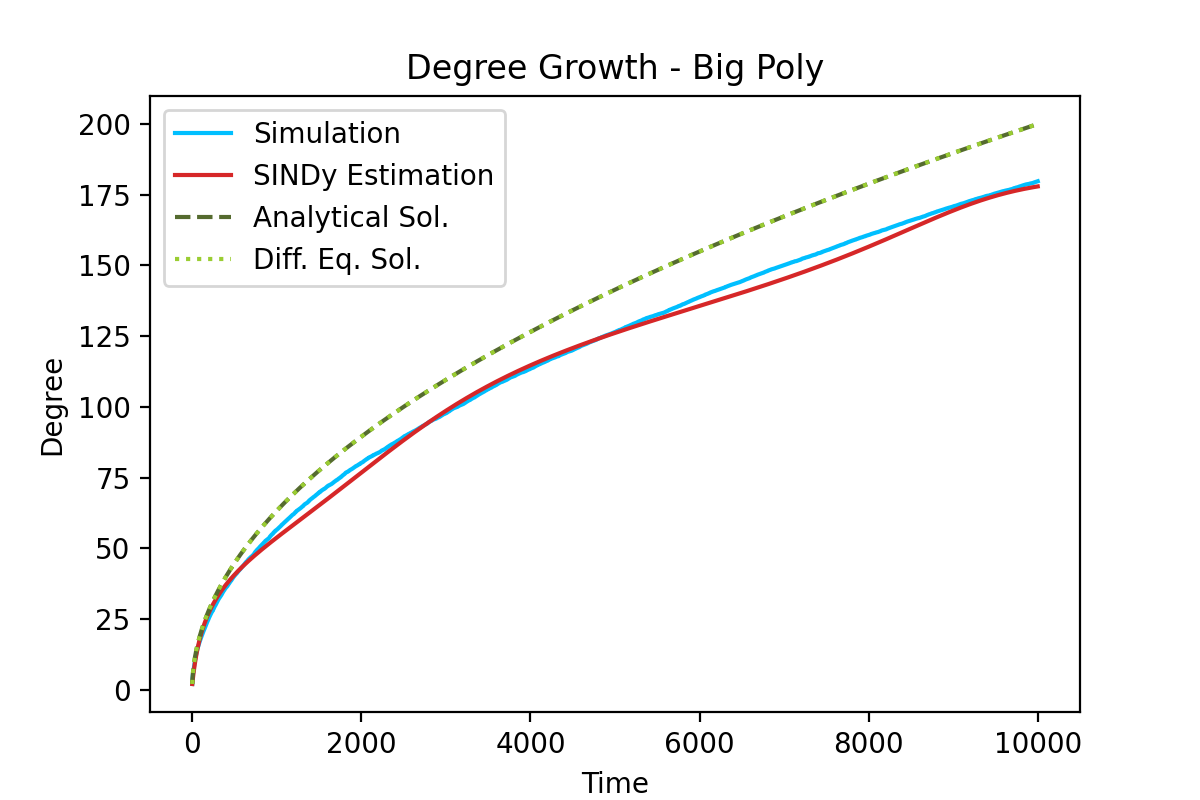 Degree Growth - Big Poly
Simulation
SINDy Estimation
Analytical Sol.
Diff. Eq. Sol.
200
175
150
125
100
75
50
25
0
Degree
0 2000 4000 6000 8000 10000
Time